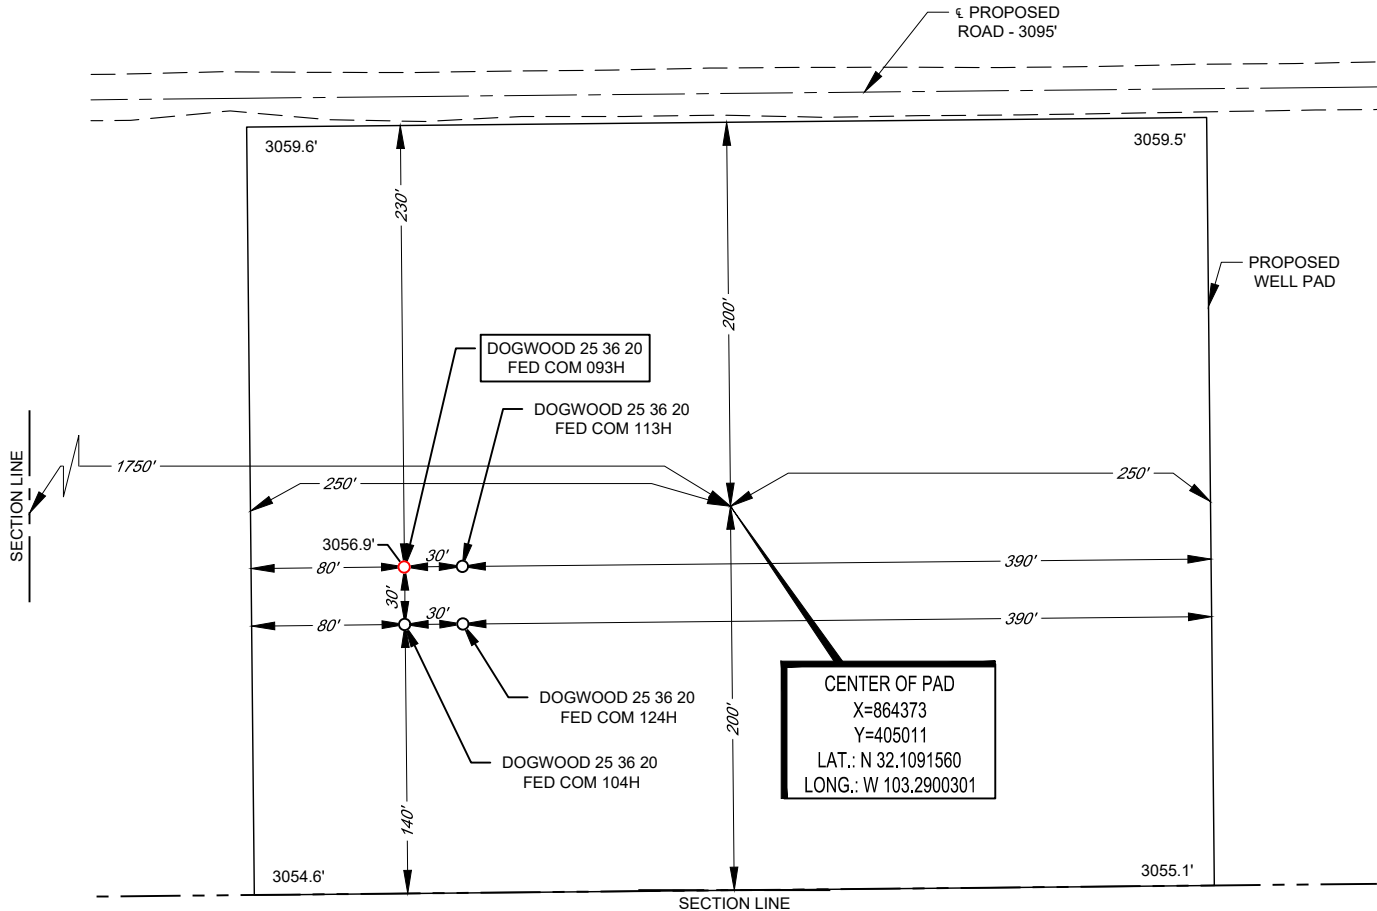 ℄ PROPOSED
ROAD - 3095'
3059.6'
3059.5'
230'
200'
PROPOSED
WELL PAD
DOGWOOD 25 36 20
FED COM 093H
DOGWOOD 25 36 20
FED COM 113H
SECTION LINE
1750'
250'
250'
3056.9'
80'
30'
390'
30'
80'
30'
390'
DOGWOOD 25 36 20
FED COM 124H
DOGWOOD 25 36 20
FED COM 104H
200'
140'
CENTER OF PAD
X=864373
Y=405011
LAT.: N 32.1091560
LONG.: W 103.2900301
3054.6'
3055.1'
SECTION LINE